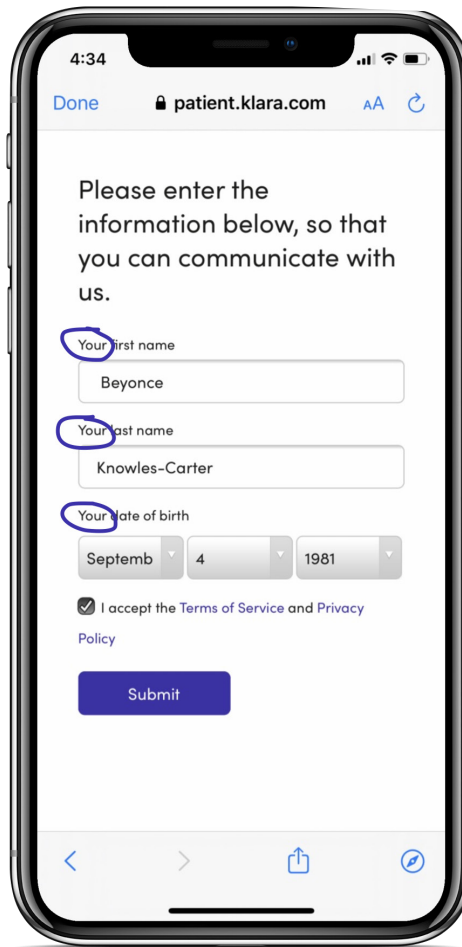 4:34
Done patient.klara.com AA
Please enter the
information below, so that
you can communicate with
us.
Your first name
Beyonce
Your last name
Knowles-Carter
Your date of birth
Septemb 4 1981
I accept the Terms of Service and Privacy
Policy
Submit